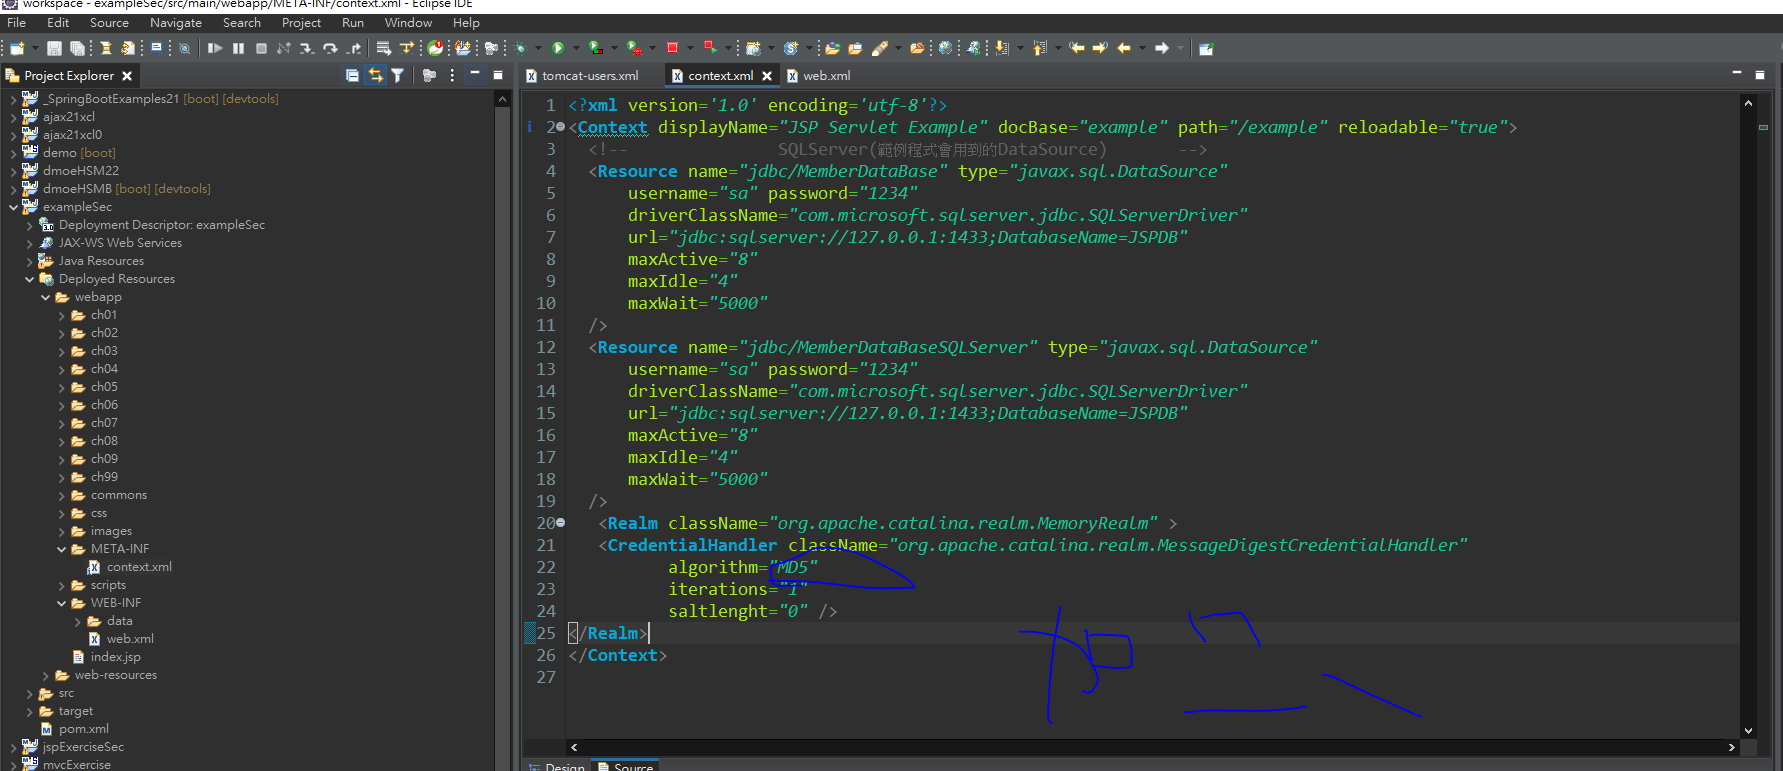 workspace - exampleSec/src/main/webapp/META-INF/context.xml - Eclipse IDE
File Edit Source Navigate Search Project Run Window Help
Project Explorer
_SpringBootExamples21 [boot] [devtools]
ajax21xcl
ajax21xcl0
demo [boot]
dmoeHSM22
dmoeHSMB [boot] [devtools]
exampleSec
Deployment Descriptor: exampleSec
JAX-WS Web Services
Java Resources
Deployed Resources
webapp
ch01
ch02
ch03
ch04
ch05
ch06
ch07
ch08
ch09
ch99
commons
css
images
META-INF
context.xml
scripts
WEB-INF
data
web.xml
index.jsp
web-resources
src
target
pom.xml
jspExerciseSec
mvcExercise
tomcat-users.xml context.xml web.xml
1 <?xml version='1.0' encoding='utf-8'?>
2 <Context displayName="JSP Servlet Example" docBase="example" path="/example" reloadable="true">
3 <!-- SQLServer(範例程式會用到的DataSource) -->
4 <Resource name="jdbc/MemberDataBase" type="javax.sql.DataSource"
5 username="sa" password="1234"
6 driverClassName="com.microsoft.sqlserver.jdbc.SQLServerDriver"
7 url="jdbc:sqlserver://127.0.0.1:1433;DatabaseName=JSPDB"
8 maxActive="8"
9 maxIdle="4"
10 maxWait="5000"
11 />
12 <Resource name="jdbc/MemberDataBaseSQLServer" type="javax.sql.DataSource"
13 username="sa" password="1234"
14 driverClassName="com.microsoft.sqlserver.jdbc.SQLServerDriver"
15 url="jdbc:sqlserver://127.0.0.1:1433;DatabaseName=JSPDB"
16 maxActive="8"
17 maxIdle="4"
18 maxWait="5000"
19 />
20 <Realm className="org.apache.catalina.realm.MemoryRealm" >
21 <CredentialHandler className="org.apache.catalina.realm.MessageDigestCredentialHandler"
22 algorithm="MD5"
23 iterations="1"
24 saltlenght="0" />
25 </Realm>
26 </Context>
27
Design Source